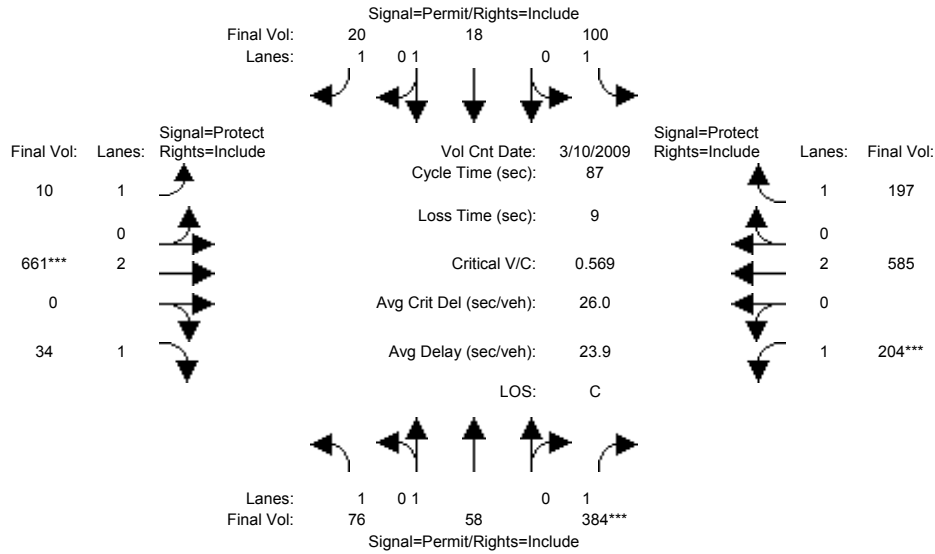 Signal=Permit/Rights=Include
Final Vol: 20 18 100
Lanes: 1 0 1 0 1
Signal=Protect
Final Vol: Lanes: Rights=Include
Vol Cnt Date: 3/10/2009
Signal=Protect
Rights=Include Lanes: Final Vol:
Cycle Time (sec): 87
10 1
1 197
Loss Time (sec): 9
0
0
661*** 2
Critical V/C: 0.569
2 585
0 0
Avg Crit Del (sec/veh): 26.0
0
34 1
Avg Delay (sec/veh): 23.9
1 204***
LOS: C
Lanes: 1 0 1 0 1
Final Vol: 76 58 384***
Signal=Permit/Rights=Include